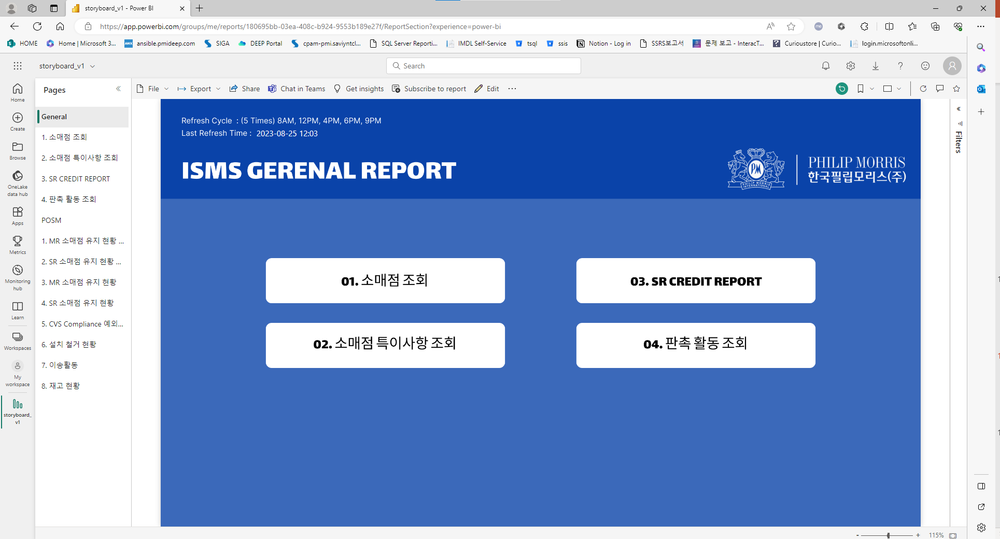 storyboard_v1 - Power BI
https://app.powerbi.com/groups/me/reports/180695bb-03ea-408c-b924-9553b189e27f/ReportSection?experience=power-bi
HOME
Home | Microsoft 3...
ansible.pmideep.com
SIGA
DEEP Portal
cpam-pmi.saviyntcl...
SQL Server Reporti...
IMDL Self-Service
tsql
ssis
Notion - Log in
SSRS보고서
문제 보고 - InteracT...
Curioustore | Curio...
login.microsoftonli...
storyboard_v1
Search
Home
Create
Browse
OneLake
data hub
Apps
Metrics
Monitoring
hub
Learn
Workspaces
My
workspace
storyboard_
v1
Pages
General
1. 소매점 조회
2. 소매점 특이사항 조회
3. SR CREDIT REPORT
4. 판촉 활동 조회
POSM
1. MR 소매점 유지 현황 ...
2. SR 소매점 유지 현황 ...
3. MR 소매점 유지 현황
4. SR 소매점 유지 현황
5. CVS Compliance 예외...
6. 설치 철거 현황
7. 이송활동
8. 재고 현황
File
Export
Share
Chat in Teams
Get insights
Subscribe to report
Edit
Refresh Cycle : (5 Times) 8AM, 12PM, 4PM, 6PM, 9PM
Last Refresh Time : 2023-08-25 12:03
ISMS GERENAL REPORT
PM
PHILIP MORRIS
INTERNATIONAL
PHILIP MORRIS
한국필립모리스(주)
01. 소매점 조회
03. SR CREDIT REPORT
02. 소매점 특이사항 조회
04. 판촉 활동 조회
Filters
- + 115%